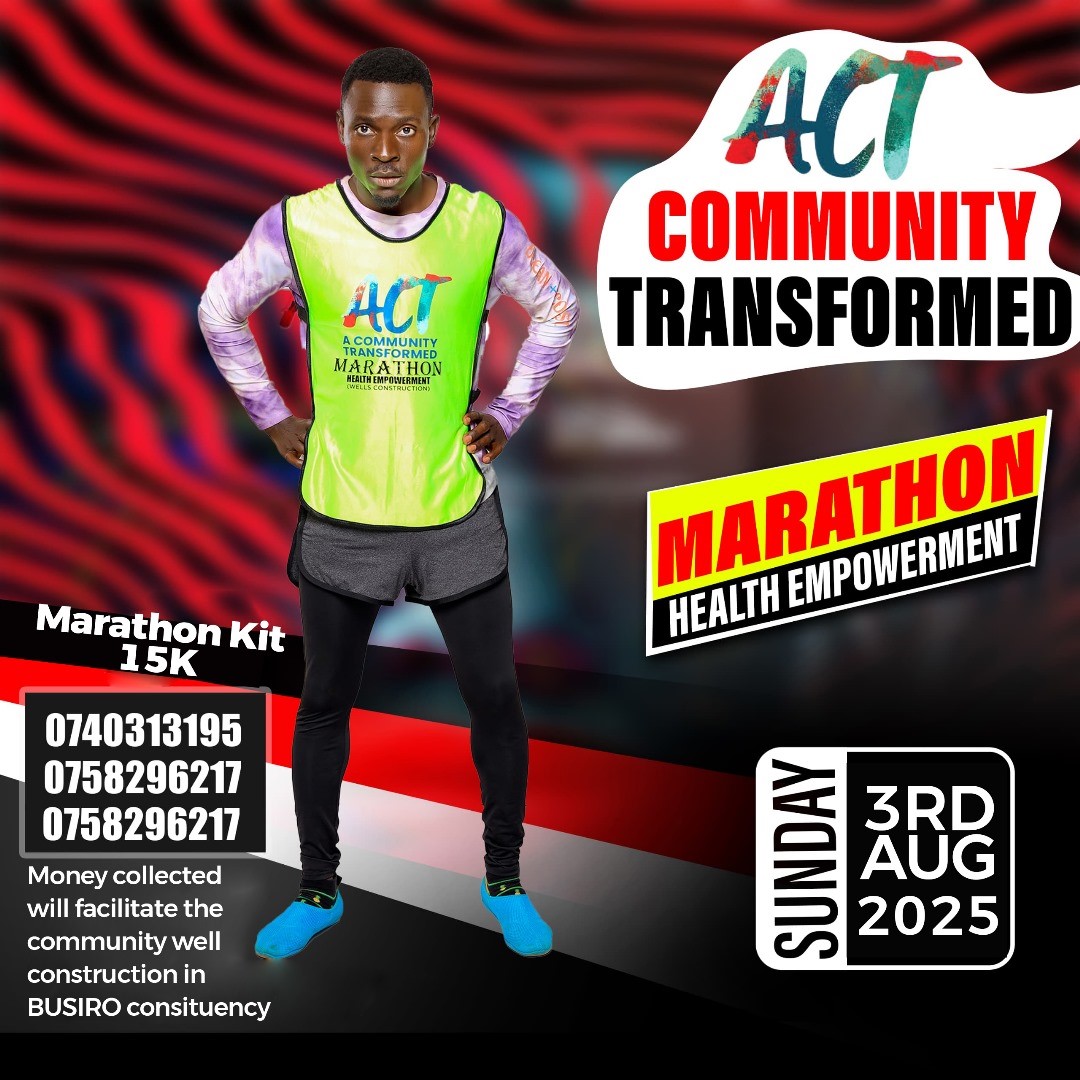 ACT
COMMUNITY
TRANSFORMED
ACT
A COMMUNITY
TRANSFORMED
MARATHON
HEALTH EMPOWERMENT
(WELLS CONSTRUCTION)
MARATHON
HEALTH EMPOWERMENT
Marathon Kit
15K
0740313195
0758296217
0758296217
Money collected
will facilitate the
community well
construction in
BUSIRO consituency
SUNDAY
3RD
AUG
2025